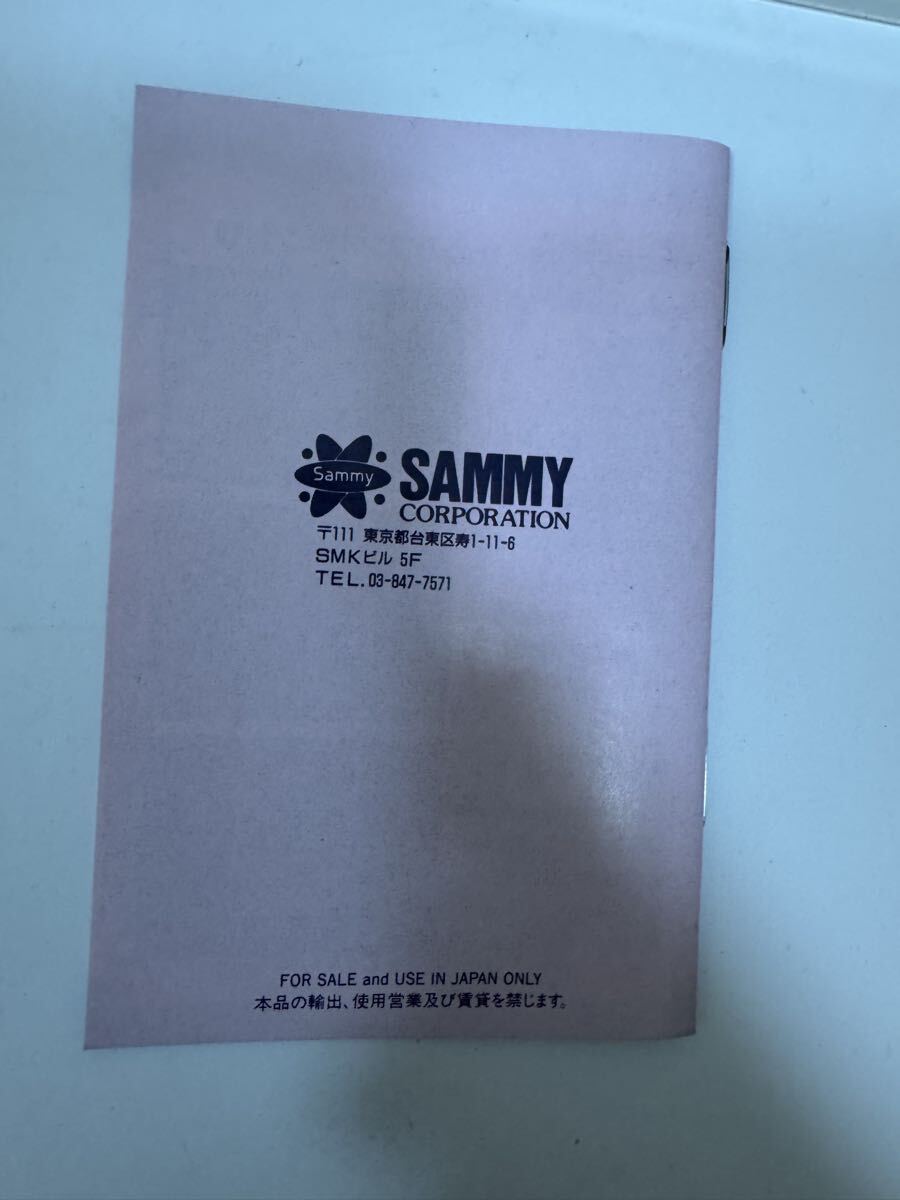 Sammy
SAMMY
CORPORATION
〒111 東京都台東区寿1-11-6
SMKビル 5F
TEL. 03-847-7571
FOR SALE and USE IN JAPAN ONLY
本品の輸出、使用営業及び賃貸を禁じます。